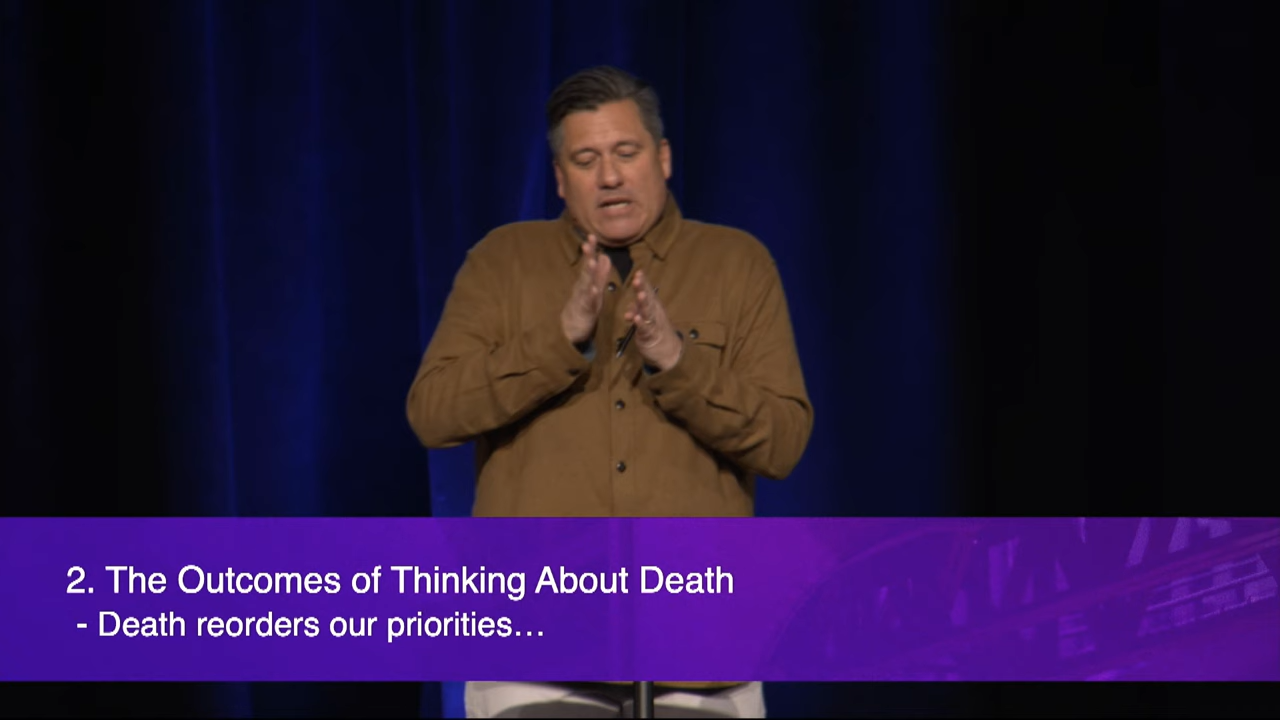 2. The Outcomes of Thinking About Death
- Death reorders our priorities…